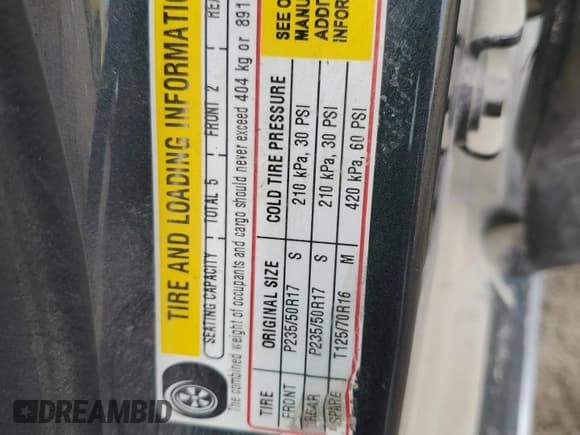 TIRE AND LOADING INFORMATIO
SEATING CAPACITY TOTAL 5 FRONT 2
The combined weight of occupants and cargo should never exceed 404 kg or 891
TIRE ORIGINAL SIZE COLD TIRE PRESSURE
FRONT P235/50R17 S 210 kPa, 30 PSI
REAR P235/50R17 S 210 kPa, 30 PSI
SPARE T125/70R16 M 420 kPa, 60 PSI
SEE O
MANU
ADDI
INFOR
DREAMBID